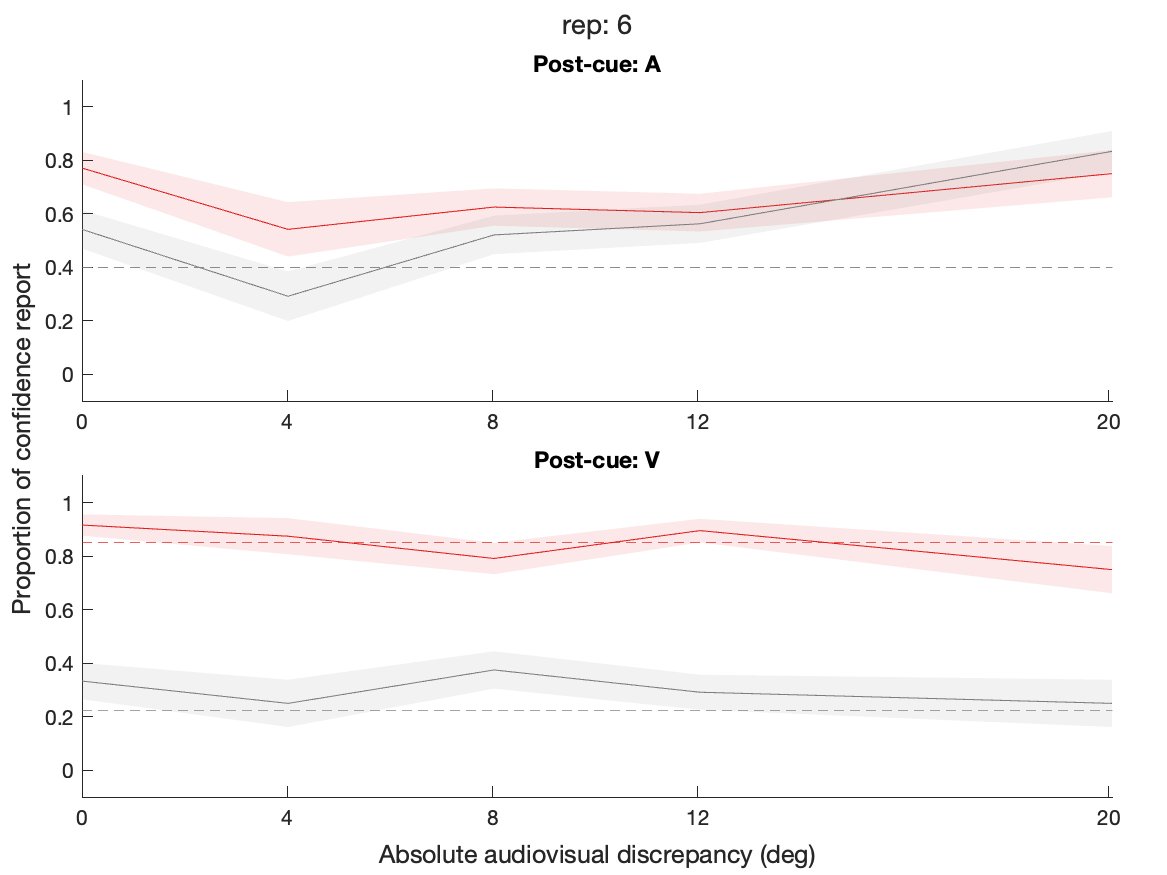 rep: 6
Post-cue: A
1
0.8
0.6
0.4
0.2
0
0 4 8 12 20
Proportion of confidence report
Post-cue: V
1
0.8
0.6
0.4
0.2
0
0 4 8 12 20
Absolute audiovisual discrepancy (deg)